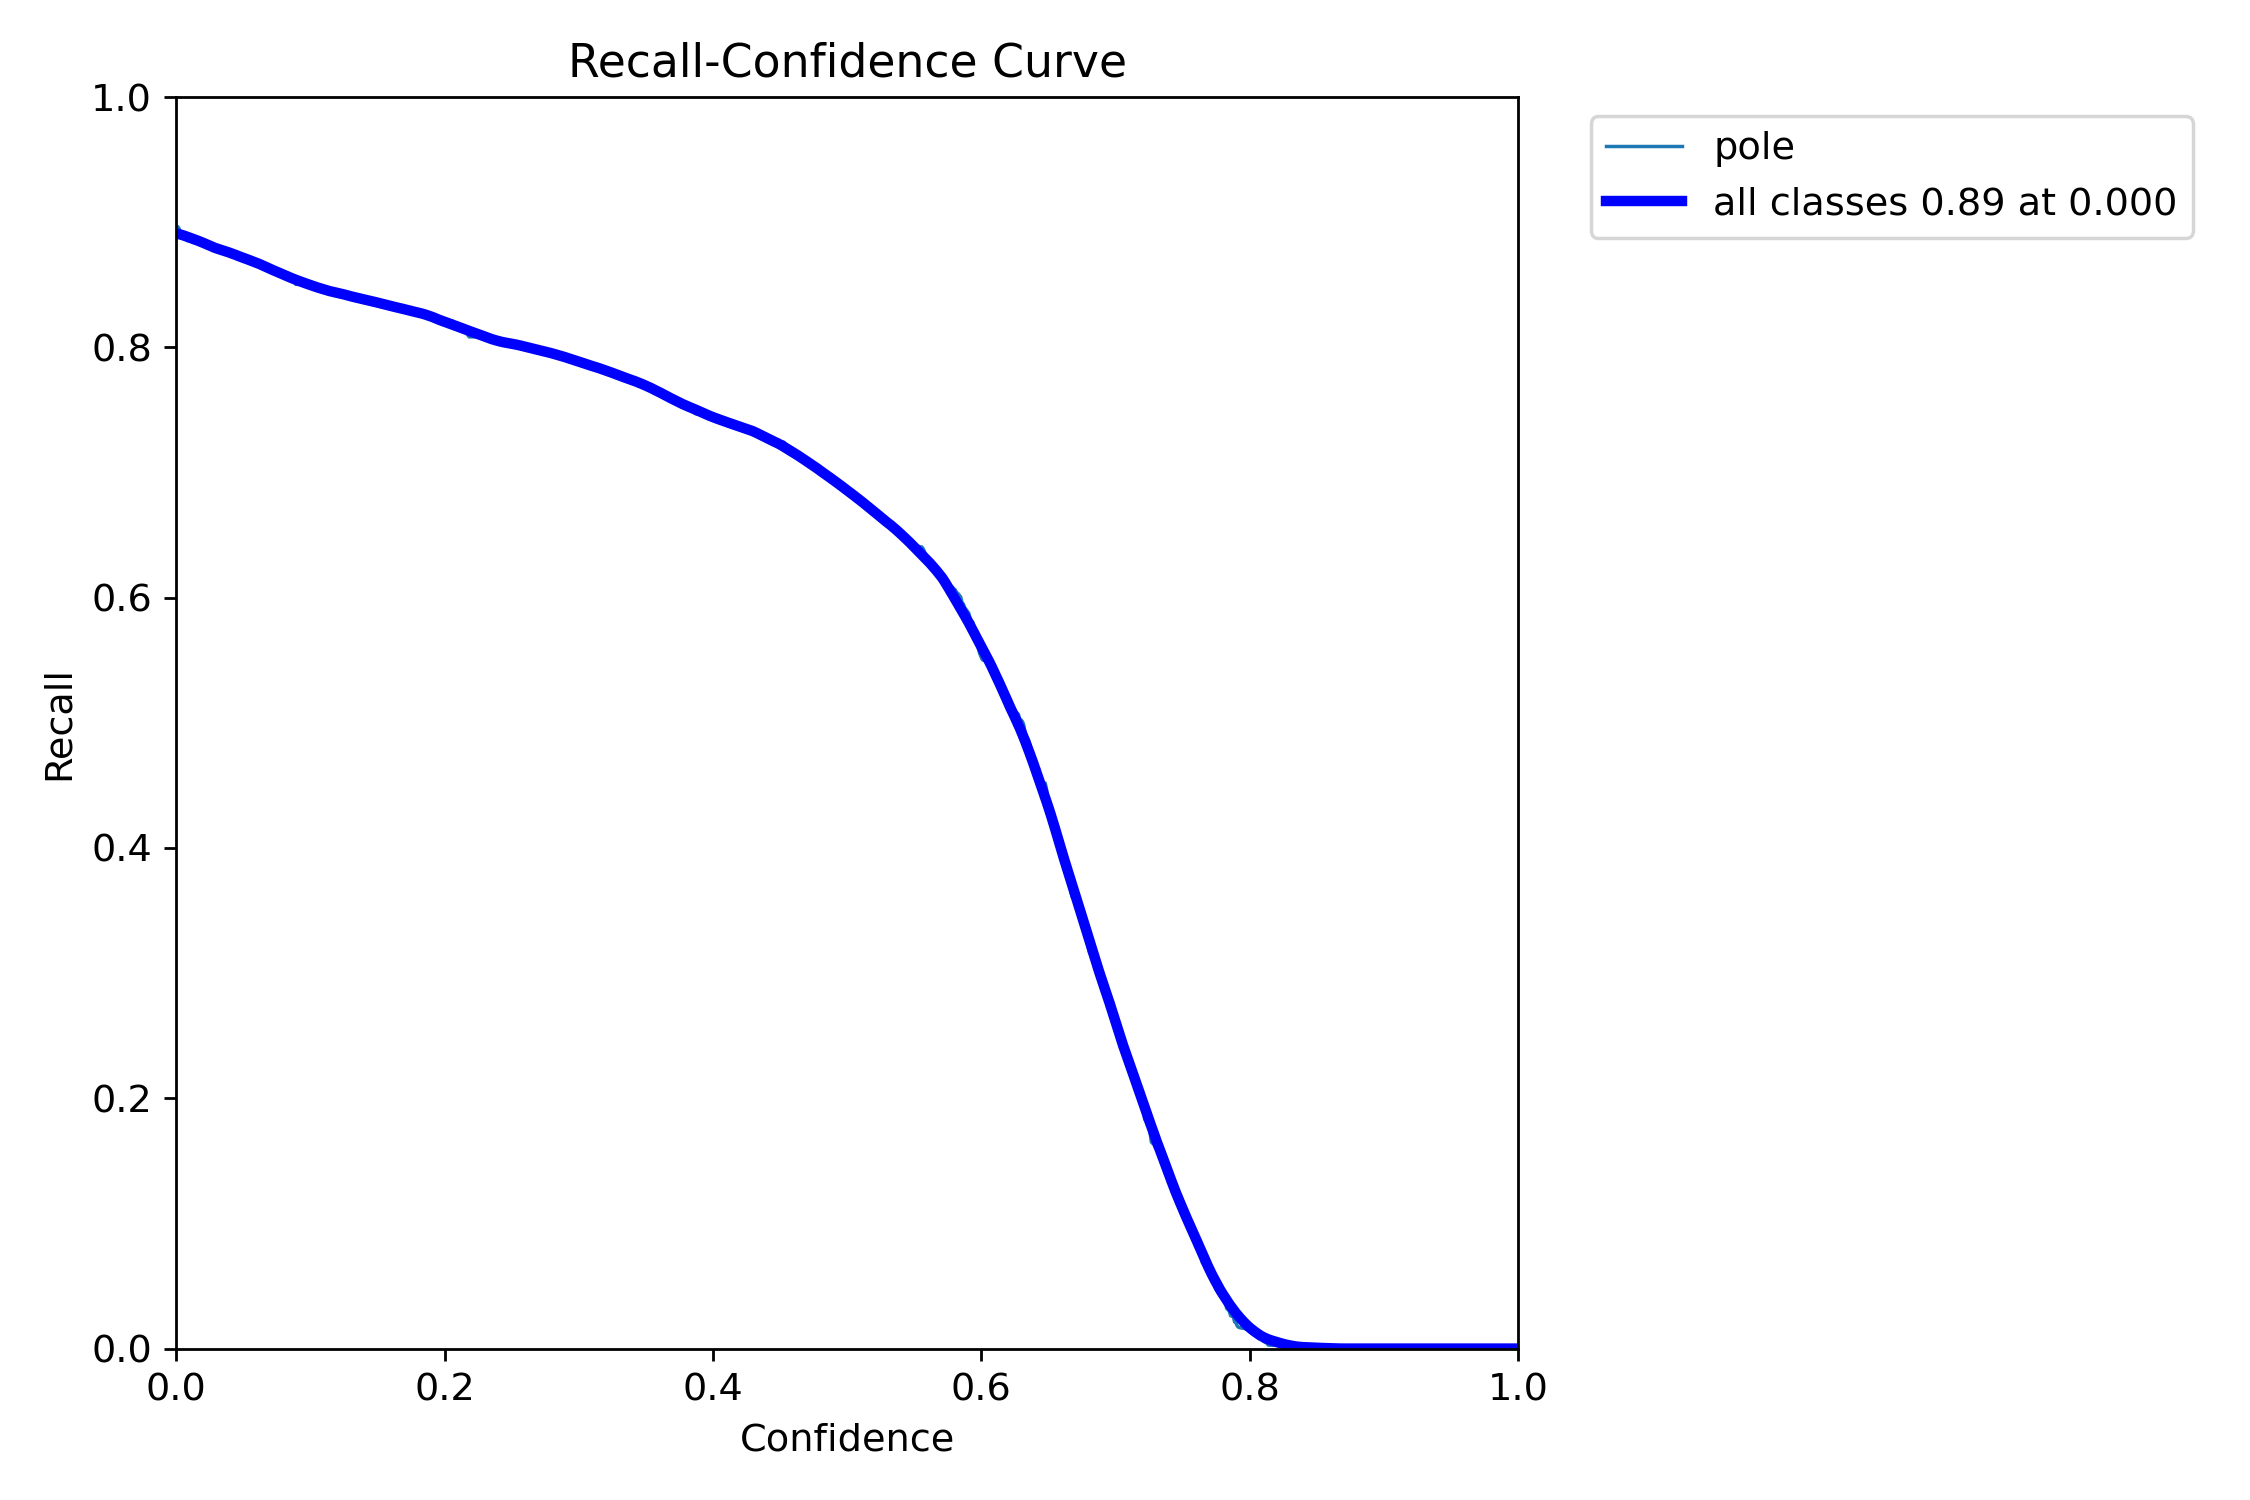 Recall-Confidence Curve
1.0
0.8
0.6
0.4
0.2
0.0
Recall
0.0 0.2 0.4 0.6 0.8 1.0
Confidence
pole
all classes 0.89 at 0.000